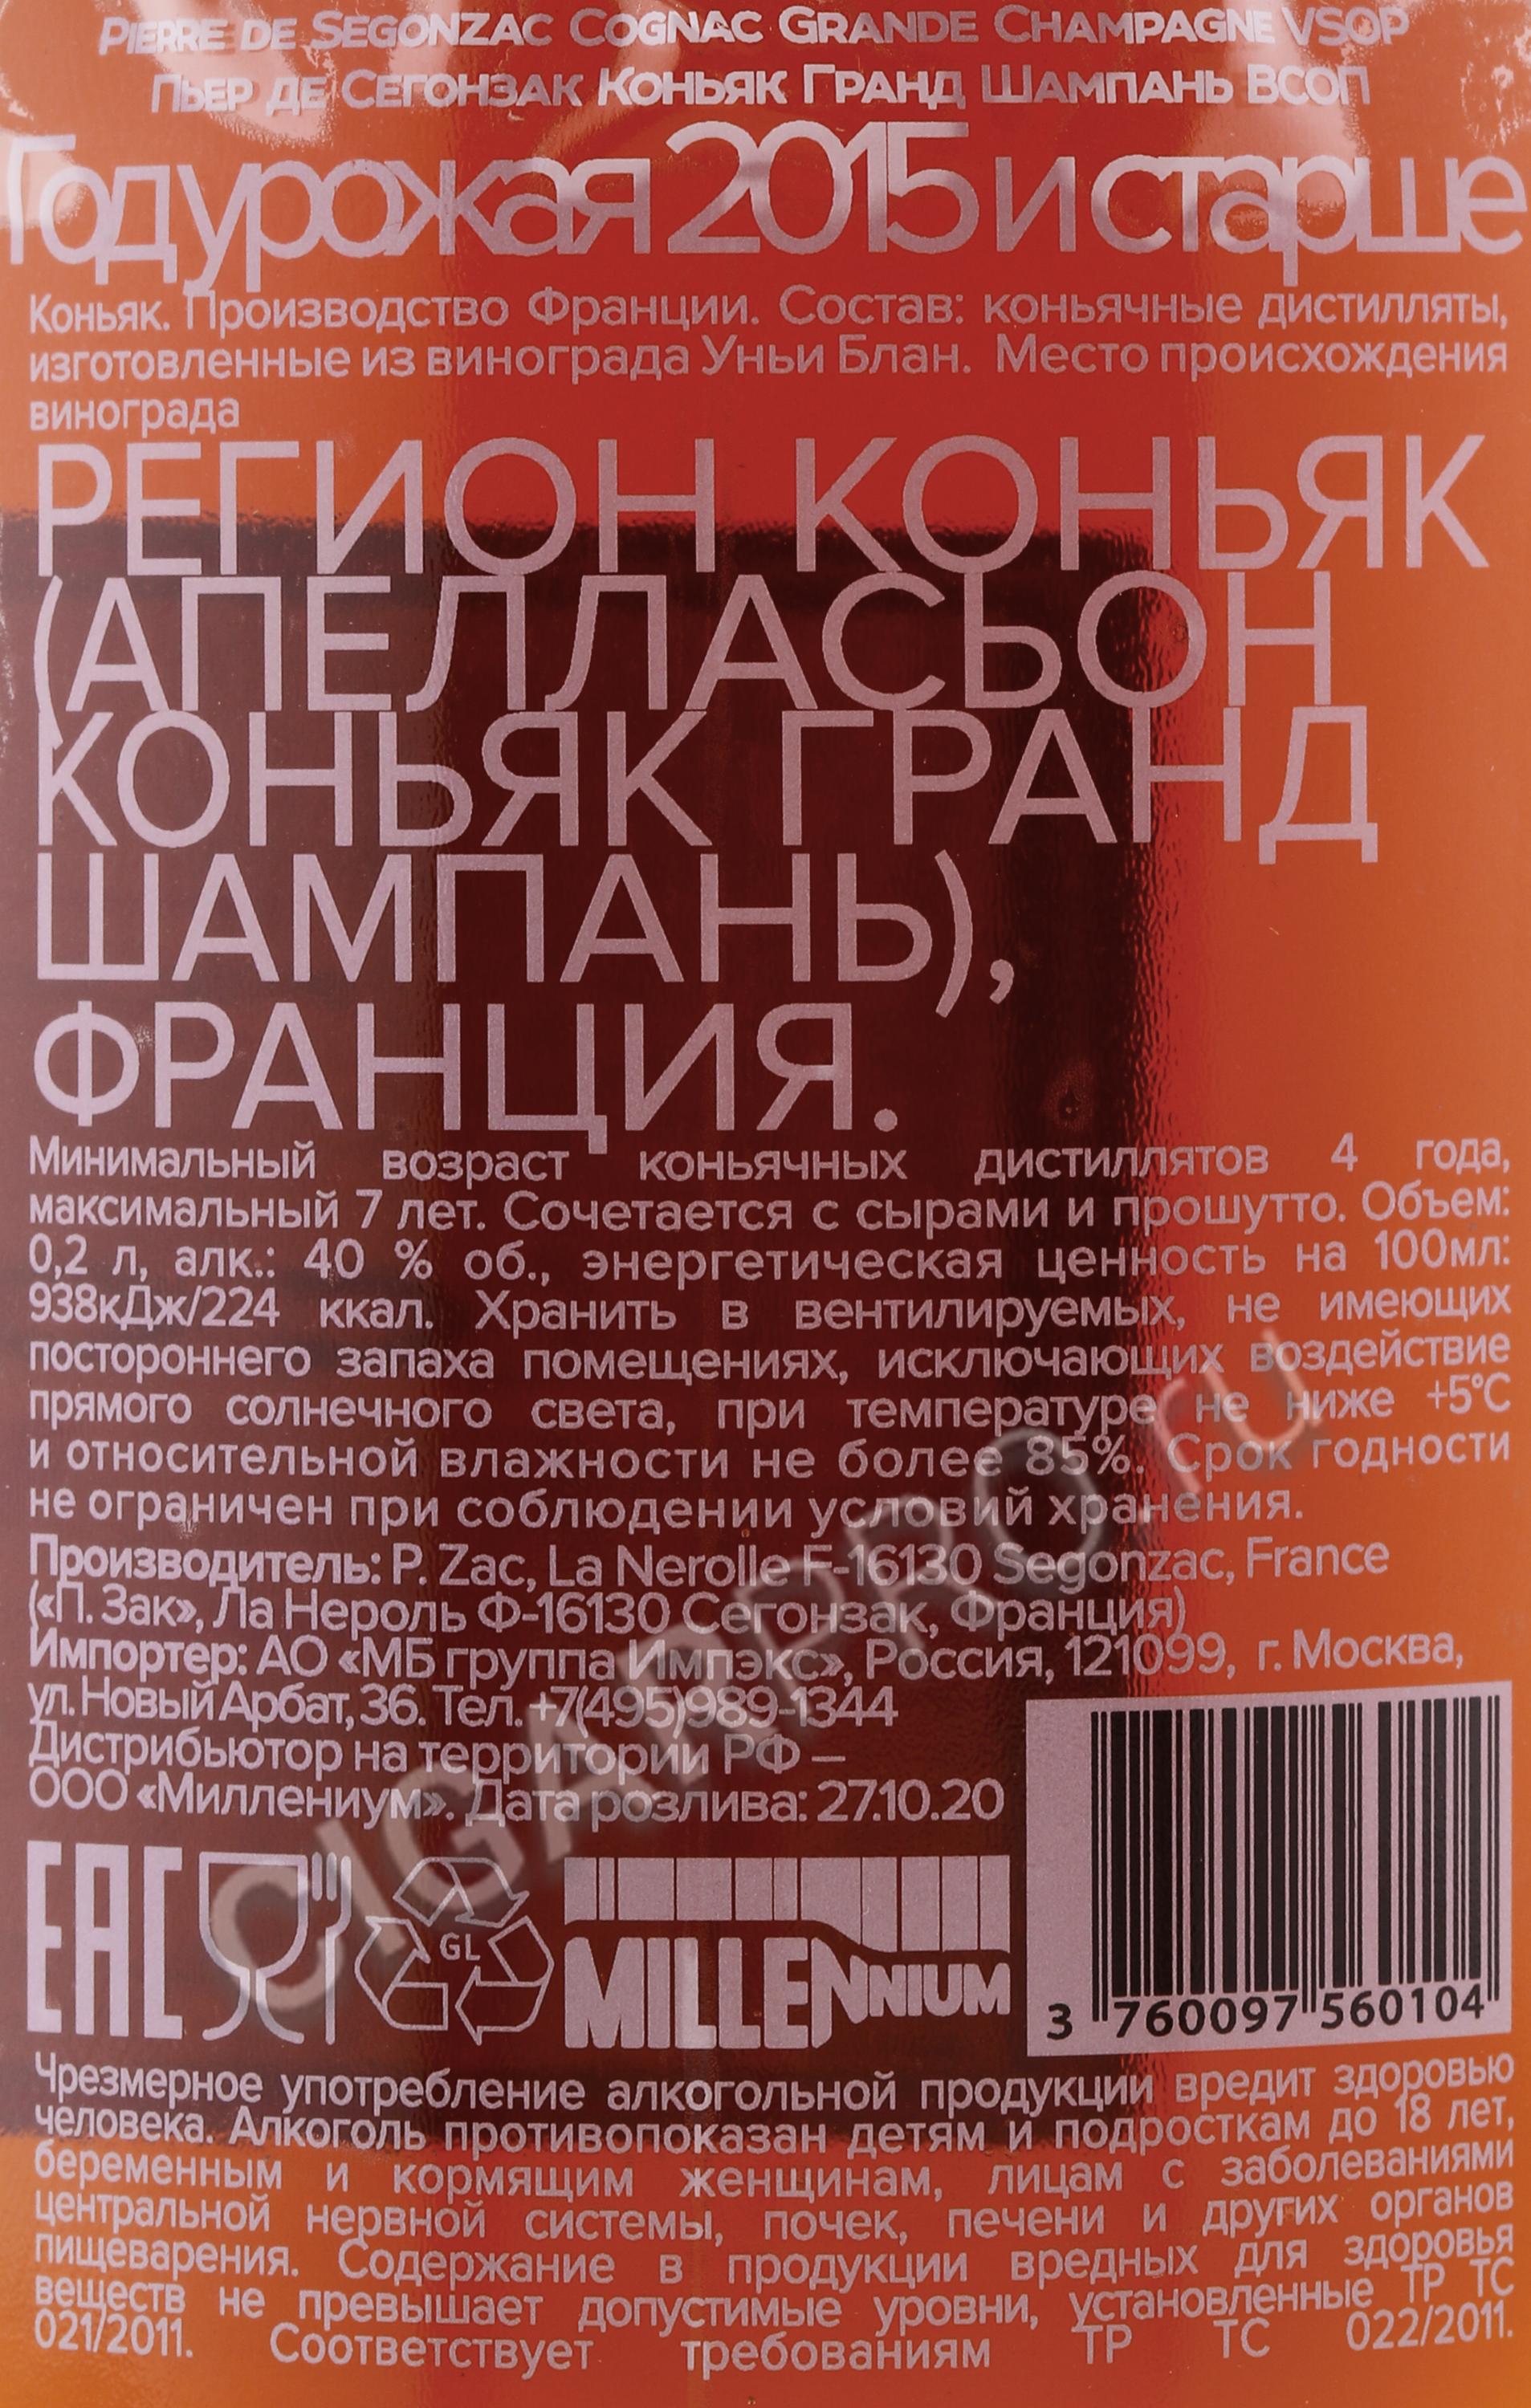 PIERRE DE SEGONZAC COGNAC GRANDE CHAMPAGNE VSOP
ПЬЕР ДЕ СЕГОНЗАК КОНЬЯК ГРАНД ШАМПАНЬ ВСОП
Год урожая 2015 и старше
Коньяк. Производство Франции. Состав: коньячные дистилляты,
изготовленные из винограда Уньи Блан. Место происхождения
винограда
РЕГИОН КОНЬЯК
(АПЕЛЛАСЬОН
КОНЬЯК ГРАНД
ШАМПАНЬ),
ФРАНЦИЯ.
Минимальный возраст коньячных дистиллятов 4 года,
максимальный 7 лет. Сочетается с сырами и прошутто. Объем:
0,2 л, алк.: 40 % об., энергетическая ценность на 100мл:
938кДж/224 ккал. Хранить в вентилируемых, не имеющих
постороннего запаха помещениях, исключающих воздействие
прямого солнечного света, при температуре не ниже +5°C
и относительной влажности не более 85%. Срок годности
не ограничен при соблюдении условий хранения.
Производитель: P. Zac, La Nerolle F-16130 Segonzac, France
(«П. Зак», Ла Нероль Ф-16130 Сегонзак, Франция)
Импортер: АО «МБ группа Импэкс», Россия, 121099, г. Москва,
ул. Новый Арбат, 36. Тел. +7(495)989-1344
Дистрибьютор на территории РФ –
ООО «Миллениум». Дата розлива: 27.10.20
EAC
GL
MILLENNIUM
3 760097 560104
Чрезмерное употребление алкогольной продукции вредит здоровью
человека. Алкоголь противопоказан детям и подросткам до 18 лет,
беременным и кормящим женщинам, лицам с заболеваниями
центральной нервной системы, почек, печени и других органов
пищеварения. Содержание в продукции вредных для здоровья
веществ не превышает допустимые уровни, установленные ТР ТС
021/2011. Соответствует требованиям ТР ТС 022/2011.
CIGARPRO.ru